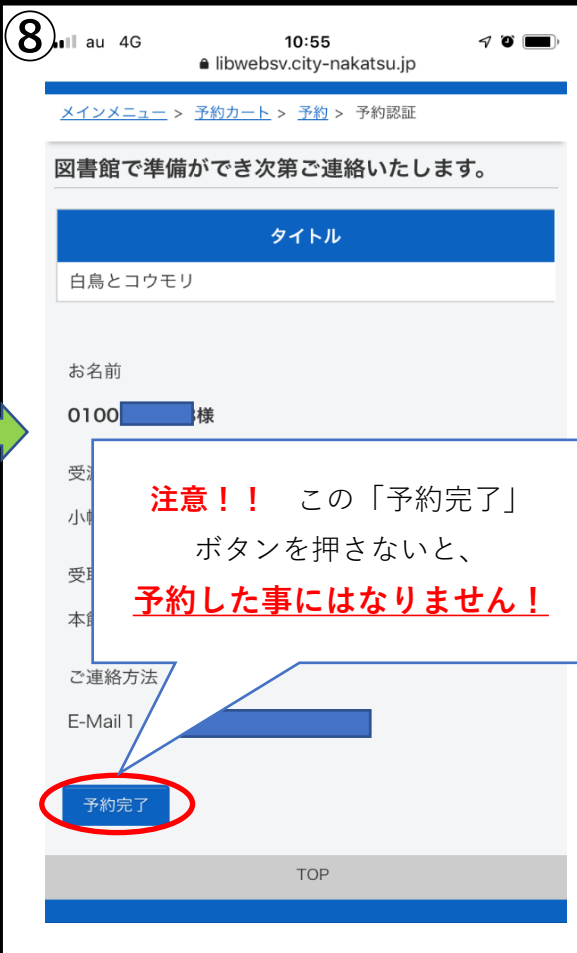 ⑧
au 4G 10:55
libwebsv.city-nakatsu.jp
メインメニュー > 予約カート > 予約 > 予約認証
図書館で準備ができ次第ご連絡いたします。
タイトル
白鳥とコウモリ
お名前
0100 様
受
小
受
本
注意！！ この「予約完了」
ボタンを押さないと、
予約した事にはなりません！
ご連絡方法
E-Mail 1
予約完了
TOP